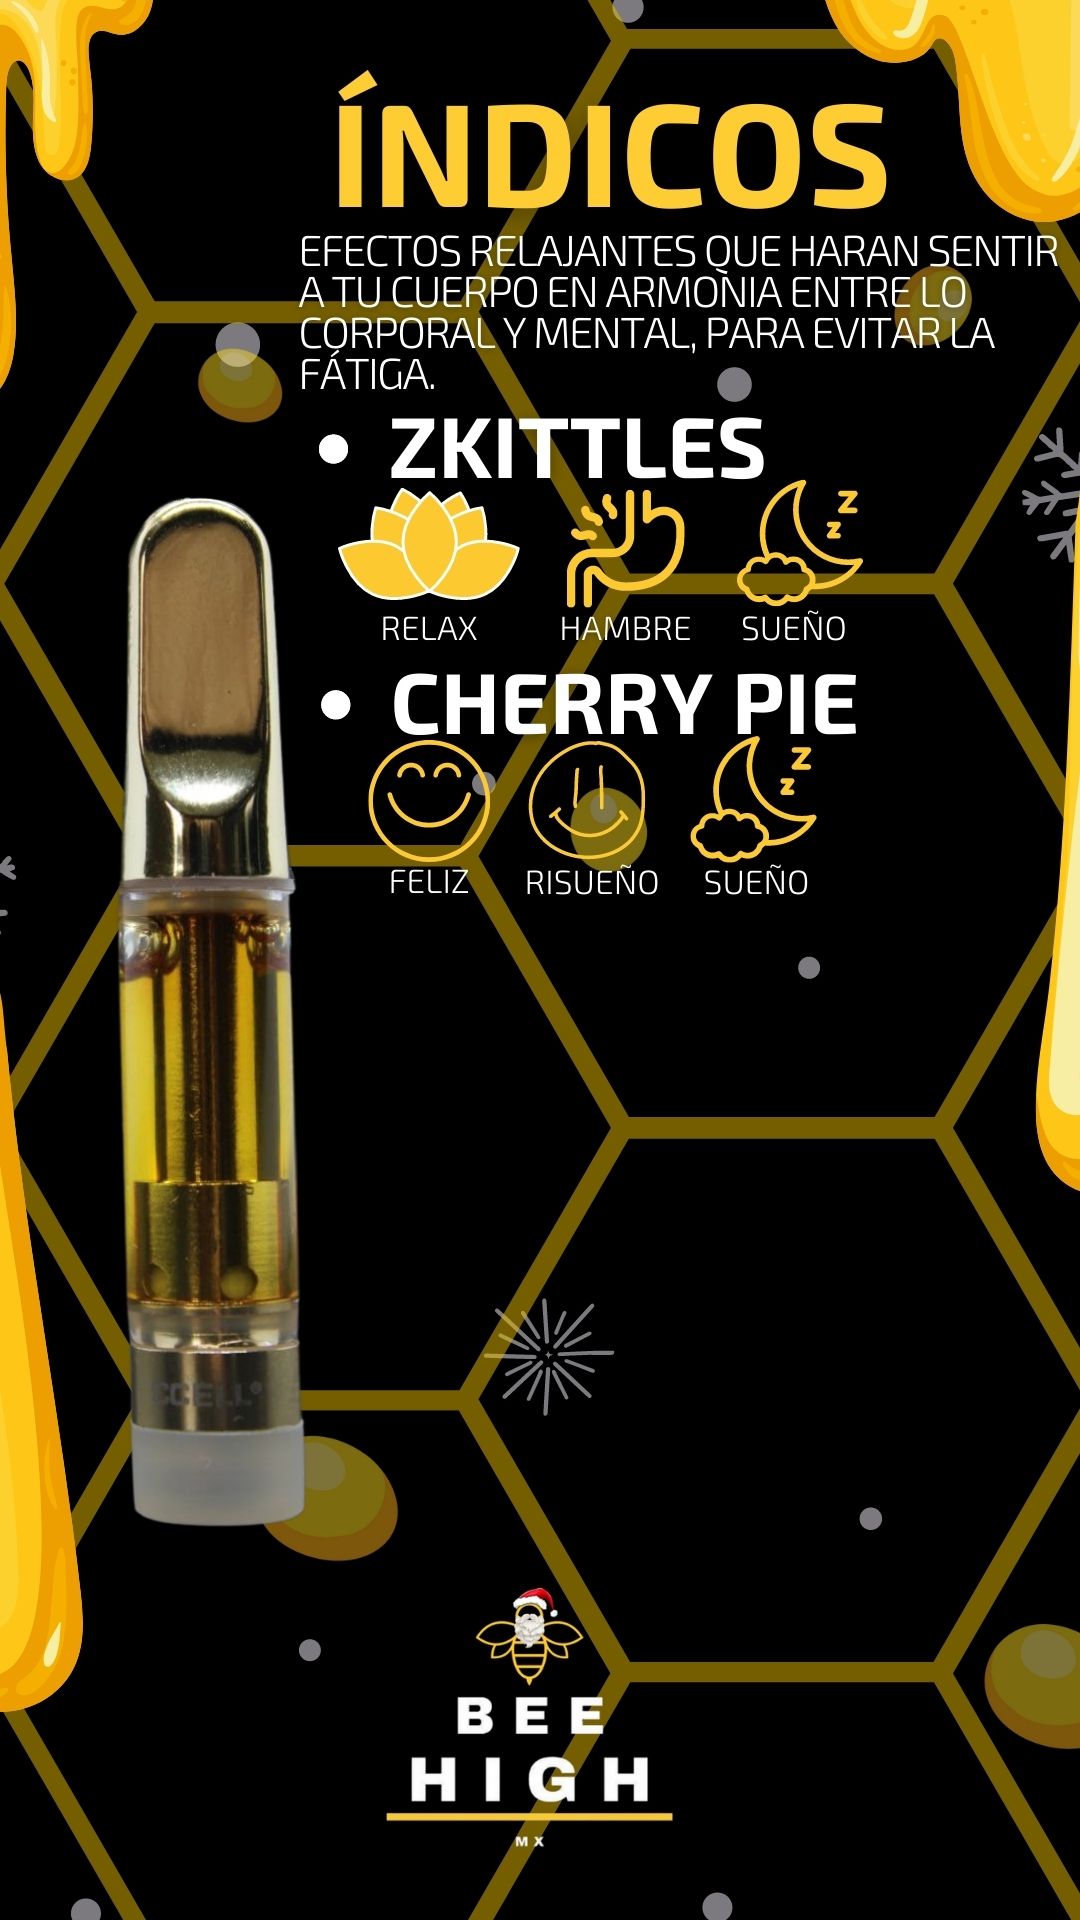 ÍNDICOS
EFECTOS RELAJANTES QUE HARAN SENTIR
A TU CUERPO EN ARMOÑIA ENTRE LO
CORPORAL Y MENTAL, PARA EVITAR LA
FÁTIGA.
• ZKITTLES
Z
Z
RELAX HAMBRE SUEÑO
• CHERRY PIE
Z
Z
FELIZ RISUEÑO SUEÑO
CCELL®
BEE
HIGH
MX